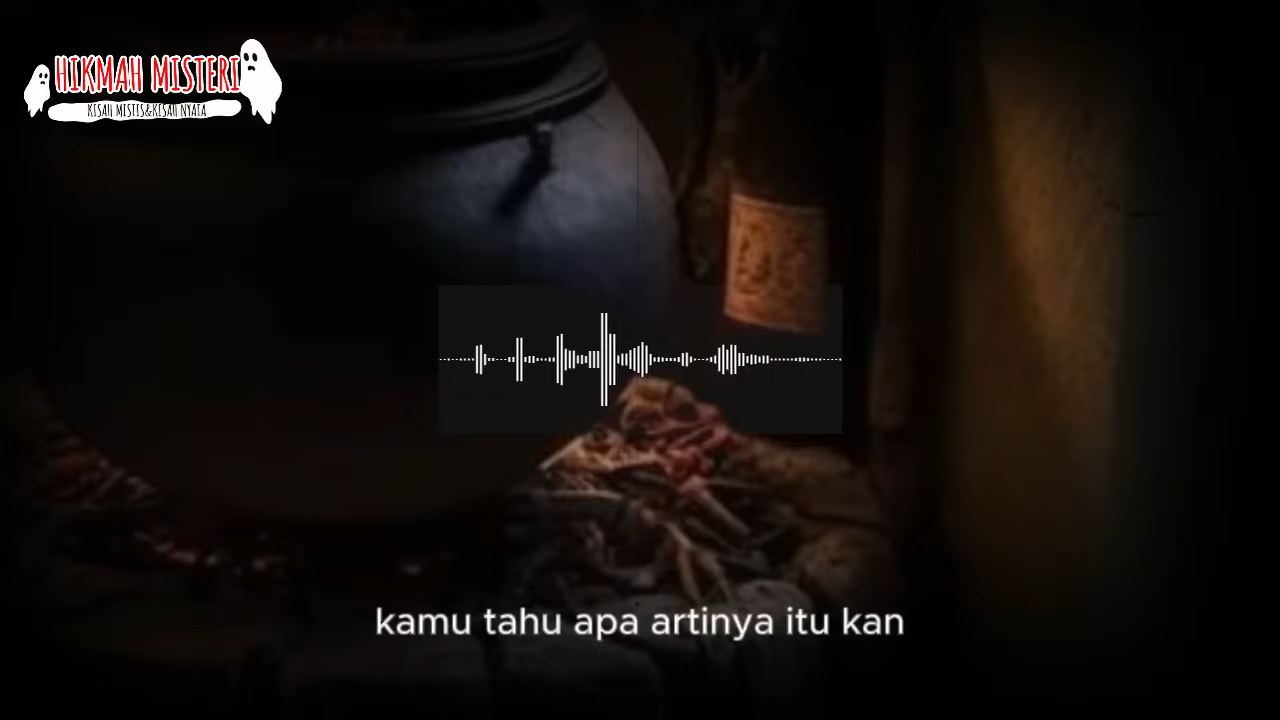 HIKMAH MISTERI
KISAH MISTIS&KISAH NYATA
kamu tahu apa artinya itu kan